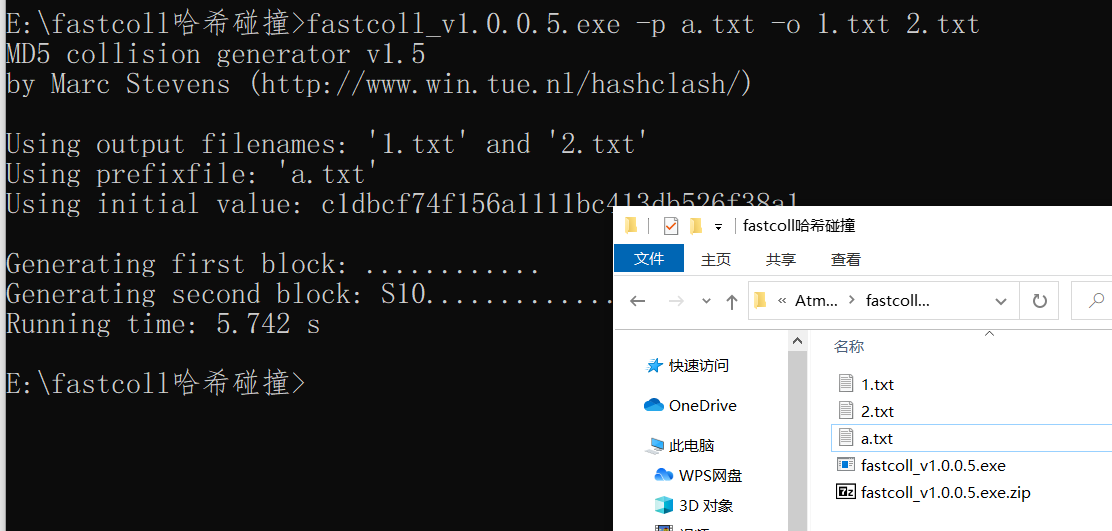 E:\fastcoll哈希碰撞>fastcoll_v1.0.0.5.exe -p a.txt -o 1.txt 2.txt
MD5 collision generator v1.5
by Marc Stevens (http://www.win.tue.nl/hashclash/)
Using output filenames: '1.txt' and '2.txt'
Using prefixfile: 'a.txt'
Using initial value: c1dbcf74f156a1111bc413db526f38a1
Generating first block: ............
Generating second block: S10.............
Running time: 5.742 s
E:\fastcoll哈希碰撞>
fastcoll哈希碰撞
文件 主页 共享 查看
« Atm... fastcoll...
快速访问
OneDrive
此电脑
WPS网盘
3D 对象
名称
1.txt
2.txt
a.txt
fastcoll_v1.0.0.5.exe
fastcoll_v1.0.0.5.exe.zip